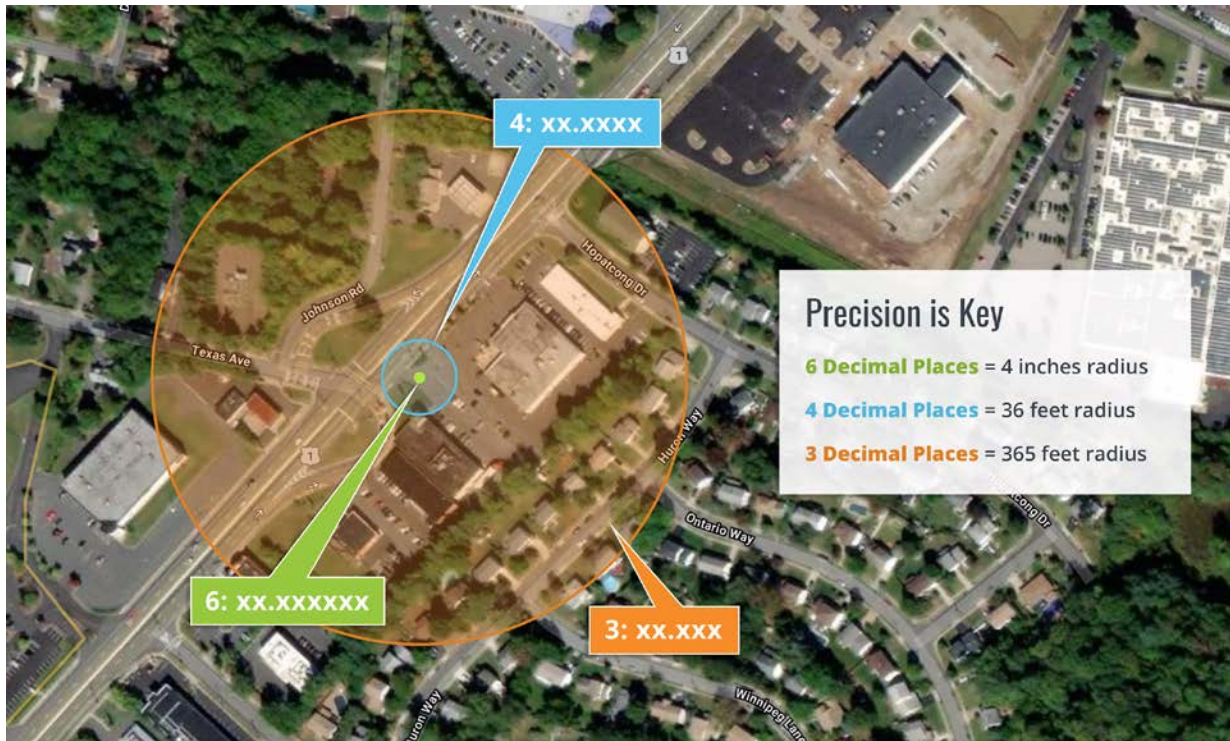 1
4: xx.xxxx
Hopatcong Dr
Johnson Rd
Texas Ave
Precision is Key
6 Decimal Places = 4 inches radius
4 Decimal Places = 36 feet radius
3 Decimal Places = 365 feet radius
Huron Way
1
Ontario Way
6: xx.xxxxxx
3: xx.xxx
Winnipeg Lane